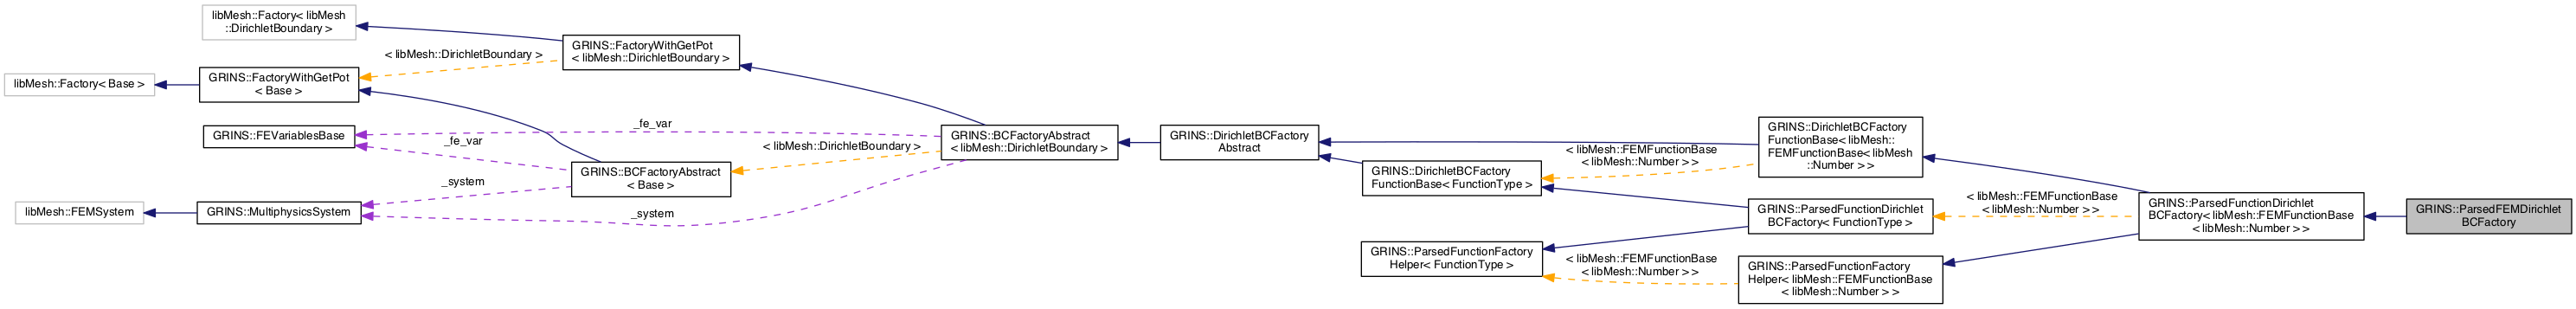 libMesh::Factory< libMesh
::DirichletBoundary >
libMesh::Factory< Base >
GRINS::FactoryWithGetPot
< Base >
GRINS::FEVariablesBase
libMesh::FEMSystem
GRINS::MultiphysicsSystem
< libMesh::DirichletBoundary >
_fe_var
_system
GRINS::FactoryWithGetPot
< libMesh::DirichletBoundary >
GRINS::BCFactoryAbstract
< Base >
_fe_var
_system
< libMesh::DirichletBoundary >
GRINS::BCFactoryAbstract
< libMesh::DirichletBoundary >
GRINS::DirichletBCFactory
Abstract
GRINS::DirichletBCFactory
FunctionBase< FunctionType >
GRINS::ParsedFunctionFactory
Helper< FunctionType >
< libMesh::FEMFunctionBase
< libMesh::Number > >
< libMesh::FEMFunctionBase
< libMesh::Number > >
GRINS::DirichletBCFactory
FunctionBase< libMesh::
FEMFunctionBase< libMesh
::Number > >
GRINS::ParsedFunctionDirichlet
BCFactory< FunctionType >
GRINS::ParsedFunctionFactory
Helper< libMesh::FEMFunctionBase
< libMesh::Number > >
< libMesh::FEMFunctionBase
< libMesh::Number > >
GRINS::ParsedFunctionDirichlet
BCFactory< libMesh::FEMFunctionBase
< libMesh::Number > >
GRINS::ParsedFEMDirichlet
BCFactory